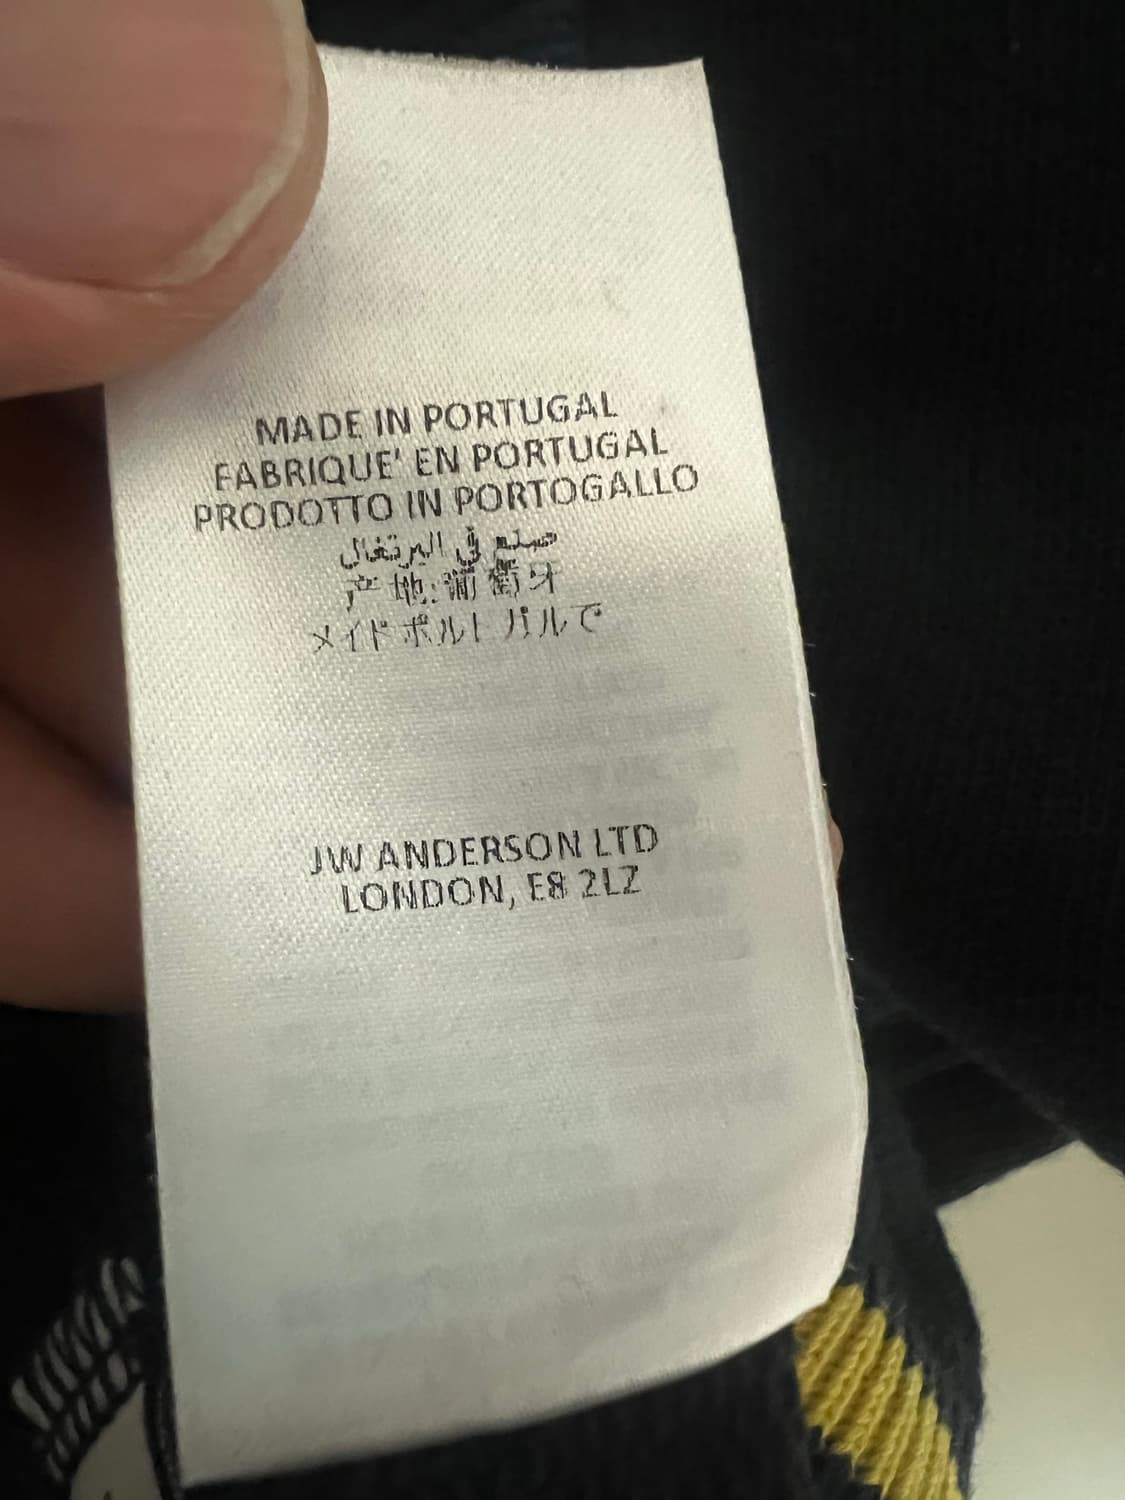 MADE IN PORTUGAL
FABRIQUE' EN PORTUGAL
PRODOTTO IN PORTOGALLO
صنع في البرتغال
产地:葡萄牙
メイドポルトガルで
JW ANDERSON LTD
LONDON, E8 2LZ